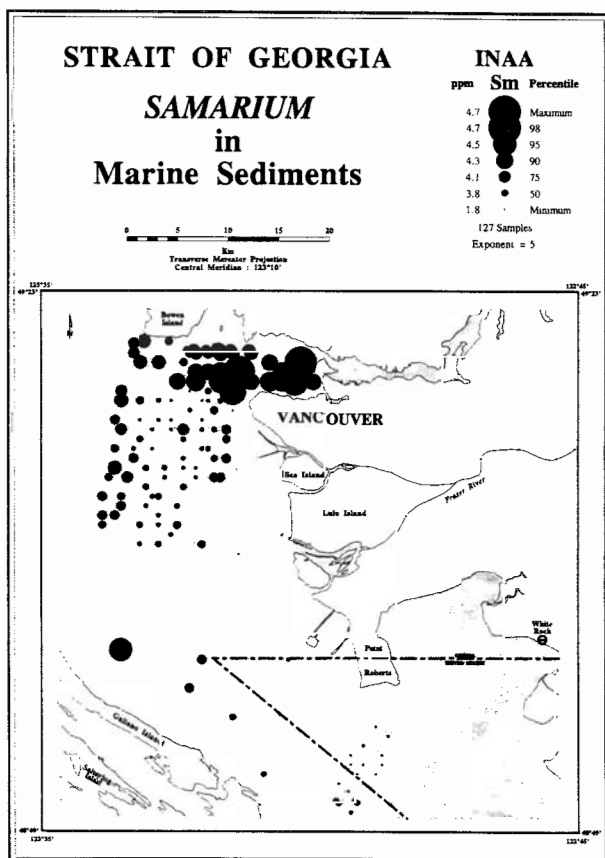 STRAIT OF GEORGIA
SAMARIUM
in
Marine Sediments
INAA
ppm Sm Percentile
4.7 Maximum
4.7 98
4.5 95
4.3 90
4.1 75
3.8 50
1.8 Minimum
127 Samples
Exponent = 5
0 5 10 15 20
Km
Transverse Mercator Projection
Central Meridian : 123°10'
123°35'
122°45'
49°23'
49°23'
Bowen
Island
VANCOUVER
Sea Island
Lulu Island
Fraser River
White
Rock
Point
Roberts
Galiano Island
Island
48°49'
48°49'
123°35'
122°45'